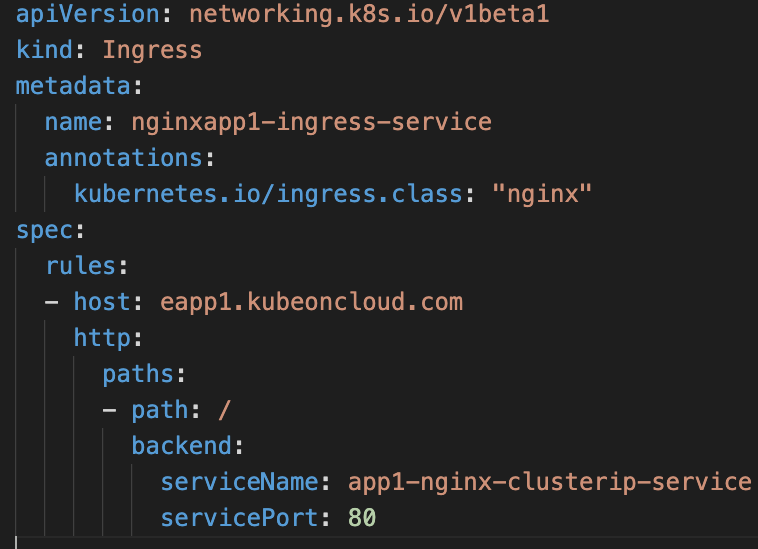 apiVersion: networking.k8s.io/v1beta1
kind: Ingress
metadata:
  name: nginxapp1-ingress-service
  annotations:
    kubernetes.io/ingress.class: "nginx"
spec:
  rules:
  - host: eapp1.kubeoncloud.com
    http:
      paths:
      - path: /
        backend:
          serviceName: app1-nginx-clusterip-service
          servicePort: 80